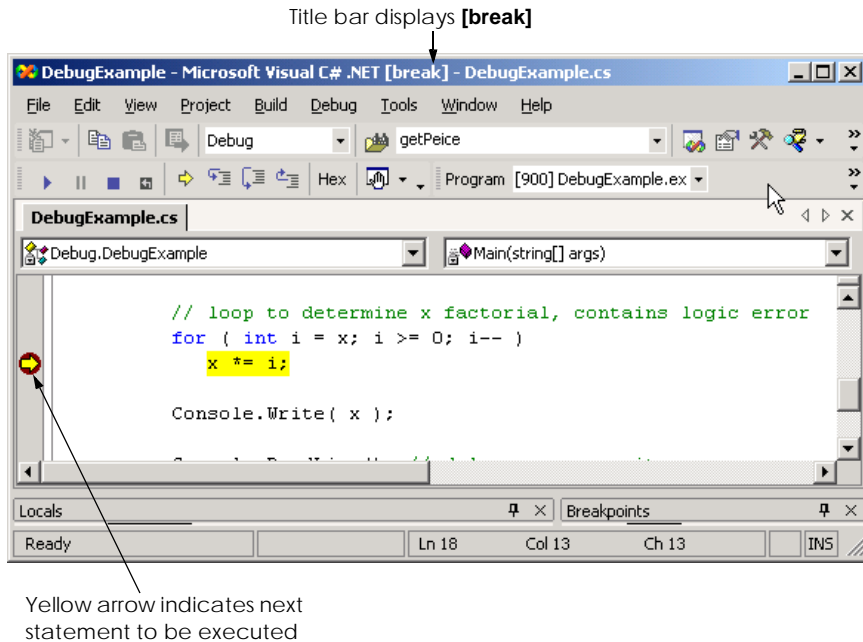 Title bar displays [break]
DebugExample - Microsoft Visual C# .NET [break] - DebugExample.cs
File Edit View Project Build Debug Tools Window Help
Debug getPeice
Hex Program [900] DebugExample.ex
DebugExample.cs
Debug.DebugExample Main(string[] args)
// loop to determine x factorial, contains logic error
for ( int i = x; i >= 0; i-- )
x *= i;
Console.Write( x );
Locals Breakpoints
Ready Ln 18 Col 13 Ch 13 INS
Yellow arrow indicates next
statement to be executed